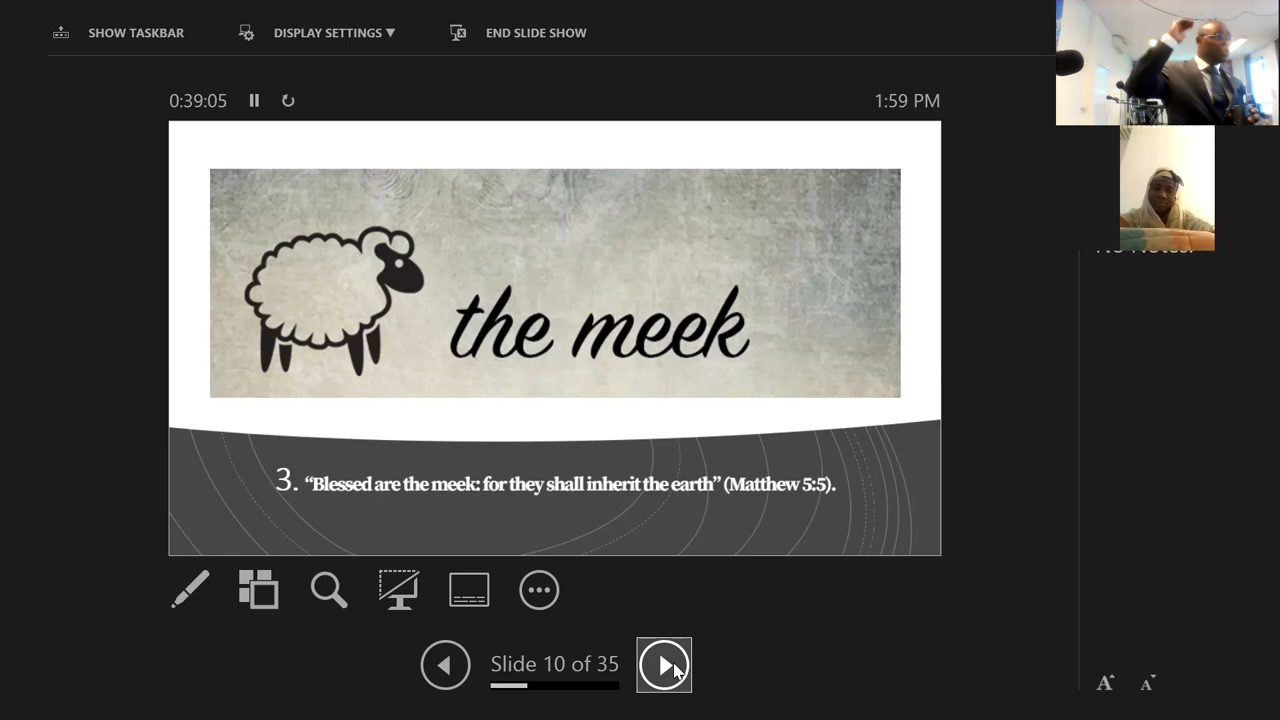 SHOW TASKBAR
DISPLAY SETTINGS ▼
END SLIDE SHOW
0:39:05
1:59 PM
the meek
3. “Blessed are the meek: for they shall inherit the earth” (Matthew 5:5).
Slide 10 of 35
A
A